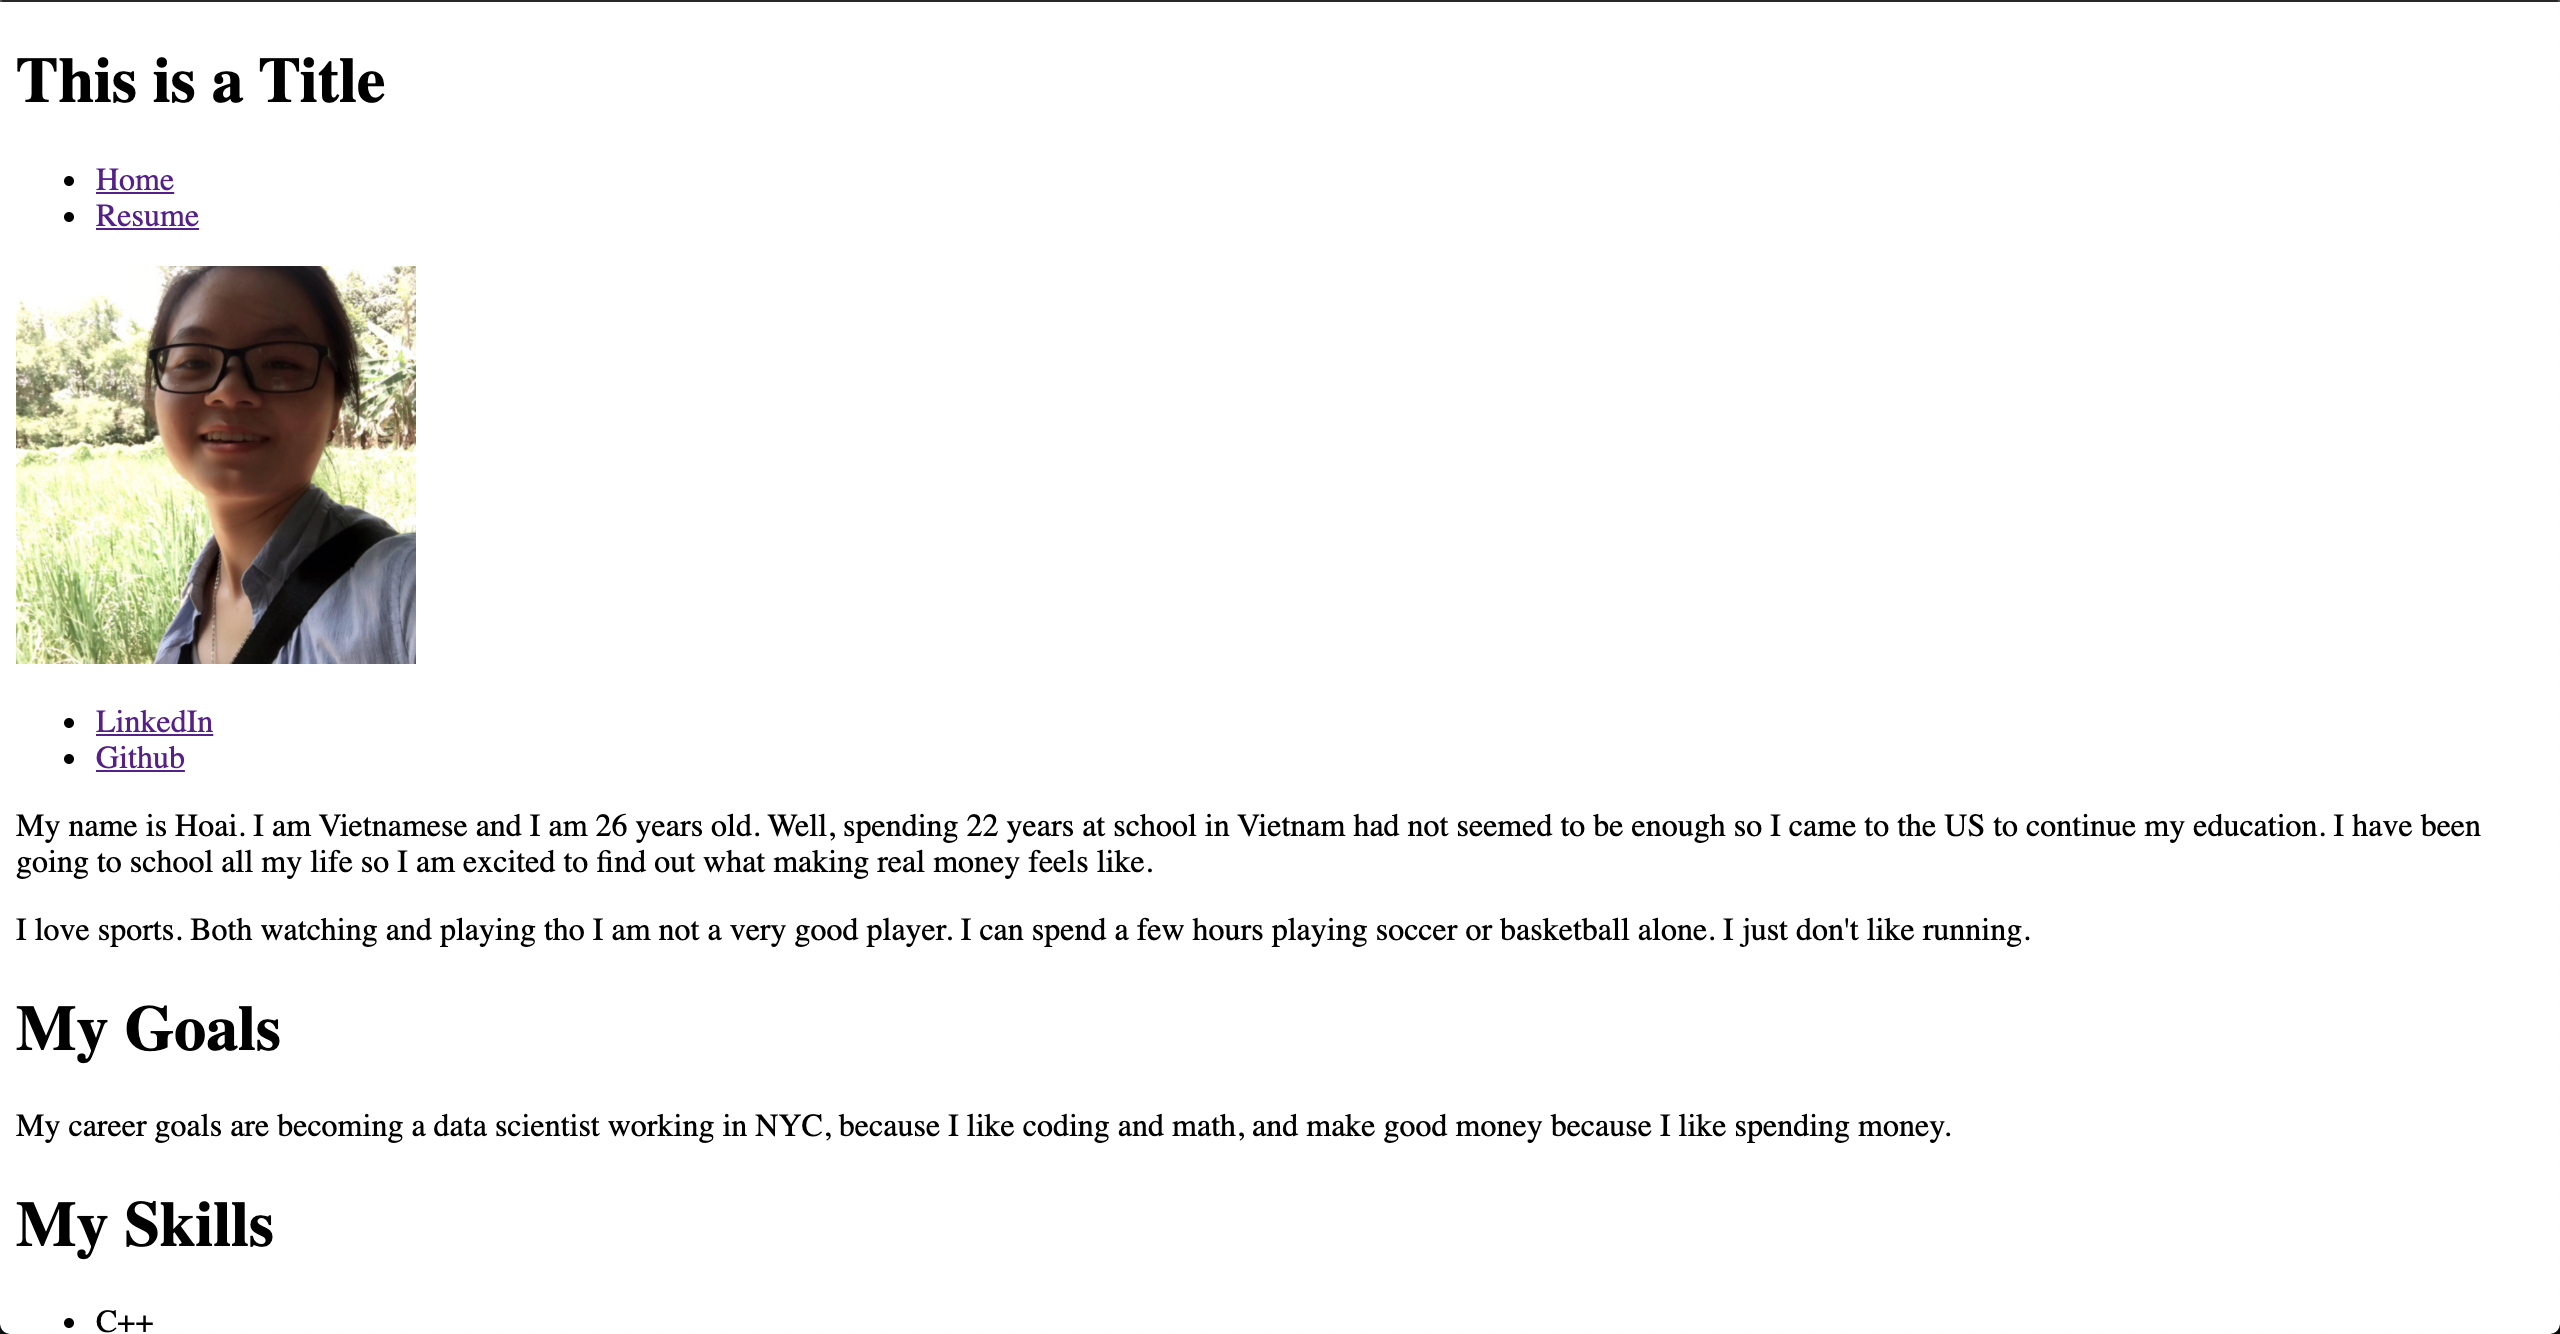 This is a Title
Home
Resume
LinkedIn
Github
My name is Hoai. I am Vietnamese and I am 26 years old. Well, spending 22 years at school in Vietnam had not seemed to be enough so I came to the US to continue my education. I have been
going to school all my life so I am excited to find out what making real money feels like.
I love sports. Both watching and playing tho I am not a very good player. I can spend a few hours playing soccer or basketball alone. I just don't like running.
My Goals
My career goals are becoming a data scientist working in NYC, because I like coding and math, and make good money because I like spending money.
My Skills
C++